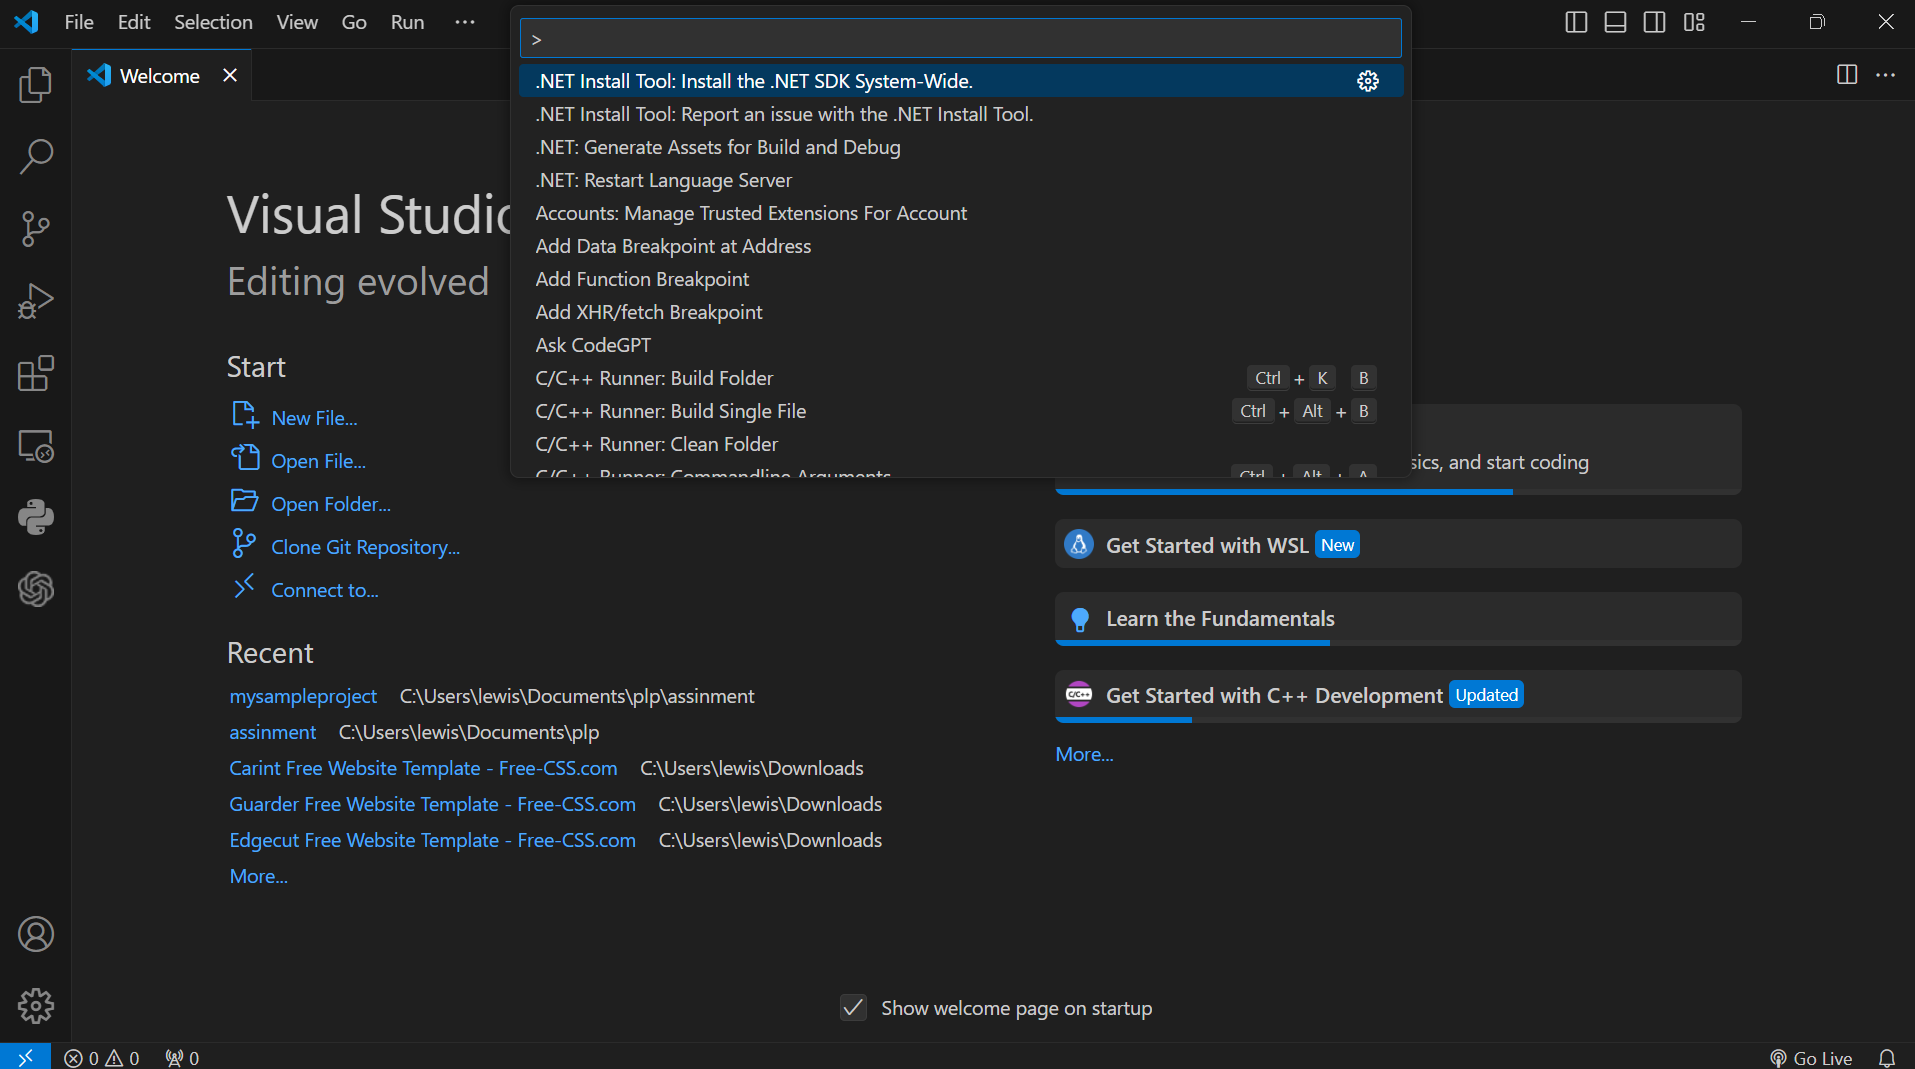 File Edit Selection View Go Run ···
>
Welcome
.NET Install Tool: Install the .NET SDK System-Wide.
.NET Install Tool: Report an issue with the .NET Install Tool.
.NET: Generate Assets for Build and Debug
.NET: Restart Language Server
Accounts: Manage Trusted Extensions For Account
Add Data Breakpoint at Address
Add Function Breakpoint
Add XHR/fetch Breakpoint
Ask CodeGPT
C/C++ Runner: Build Folder Ctrl + K B
C/C++ Runner: Build Single File Ctrl + Alt + B
C/C++ Runner: Clean Folder
C/C++ Runner: Commandline Arguments Ctrl + Alt + A
Visual Studio
Editing evolved
Start
New File...
Open File...
Open Folder...
Clone Git Repository...
Connect to...
Recent
mysampleproject C:\Users\lewis\Documents\plp\assinment
assinment C:\Users\lewis\Documents\plp
Carint Free Website Template - Free-CSS.com C:\Users\lewis\Downloads
Guarder Free Website Template - Free-CSS.com C:\Users\lewis\Downloads
Edgecut Free Website Template - Free-CSS.com C:\Users\lewis\Downloads
More...
sics, and start coding
Get Started with WSL New
Learn the Fundamentals
C/C++ Get Started with C++ Development Updated
More...
Show welcome page on startup
0 0 0 Go Live